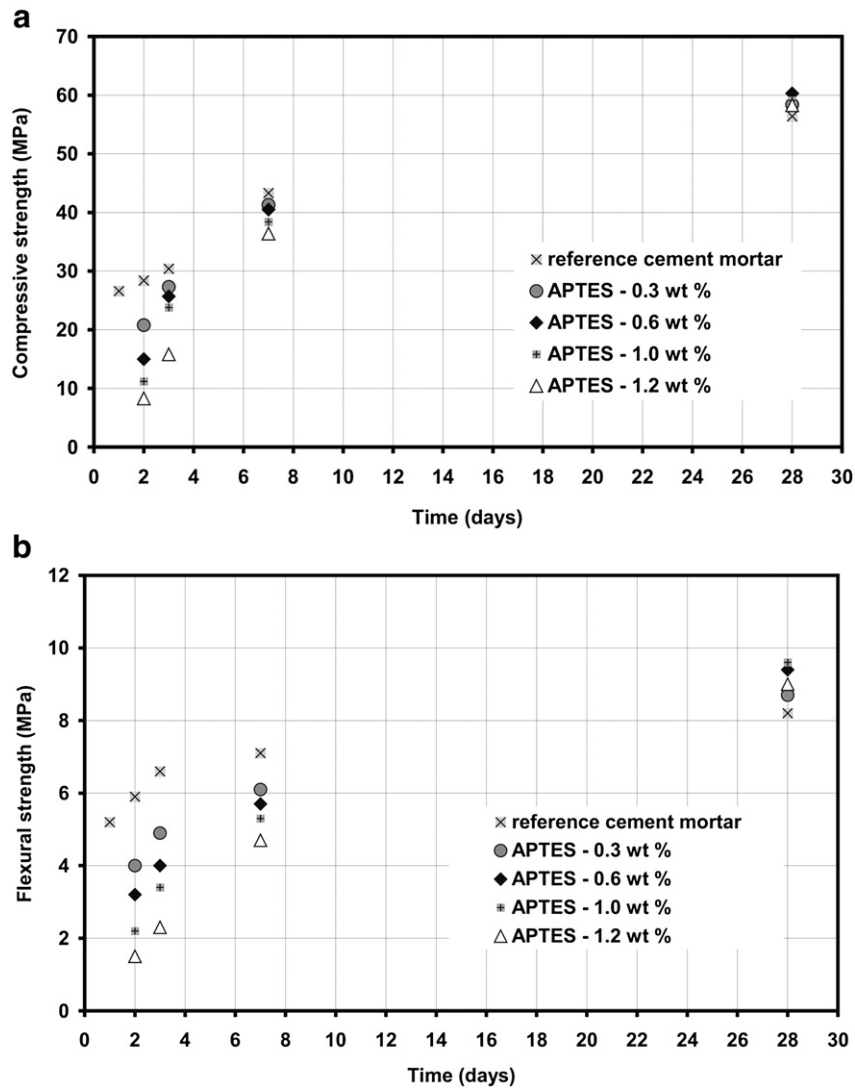 a
70
60
50
40
30
20
10
0
Compressive strength (MPa)
reference cement mortar
APTES - 0.3 wt %
APTES - 0.6 wt %
APTES - 1.0 wt %
APTES - 1.2 wt %
0 2 4 6 8 10 12 14 16 18 20 22 24 26 28 30
Time (days)
b
12
10
8
6
4
2
0
Flexural strength (MPa)
reference cement mortar
APTES - 0.3 wt %
APTES - 0.6 wt %
APTES - 1.0 wt %
APTES - 1.2 wt %
0 2 4 6 8 10 12 14 16 18 20 22 24 26 28 30
Time (days)